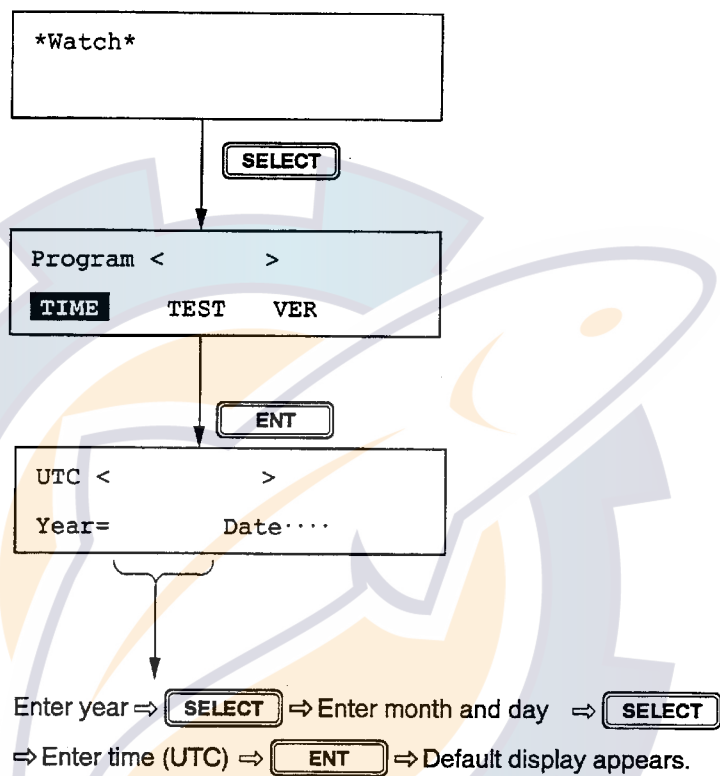 *Watch*
SELECT
Program <        >
TIME    TEST    VER
ENT
UTC <        >
Year=        Date····
Enter year ⇒ SELECT ⇒ Enter month and day ⇒ SELECT
⇒ Enter time (UTC) ⇒ ENT ⇒ Default display appears.